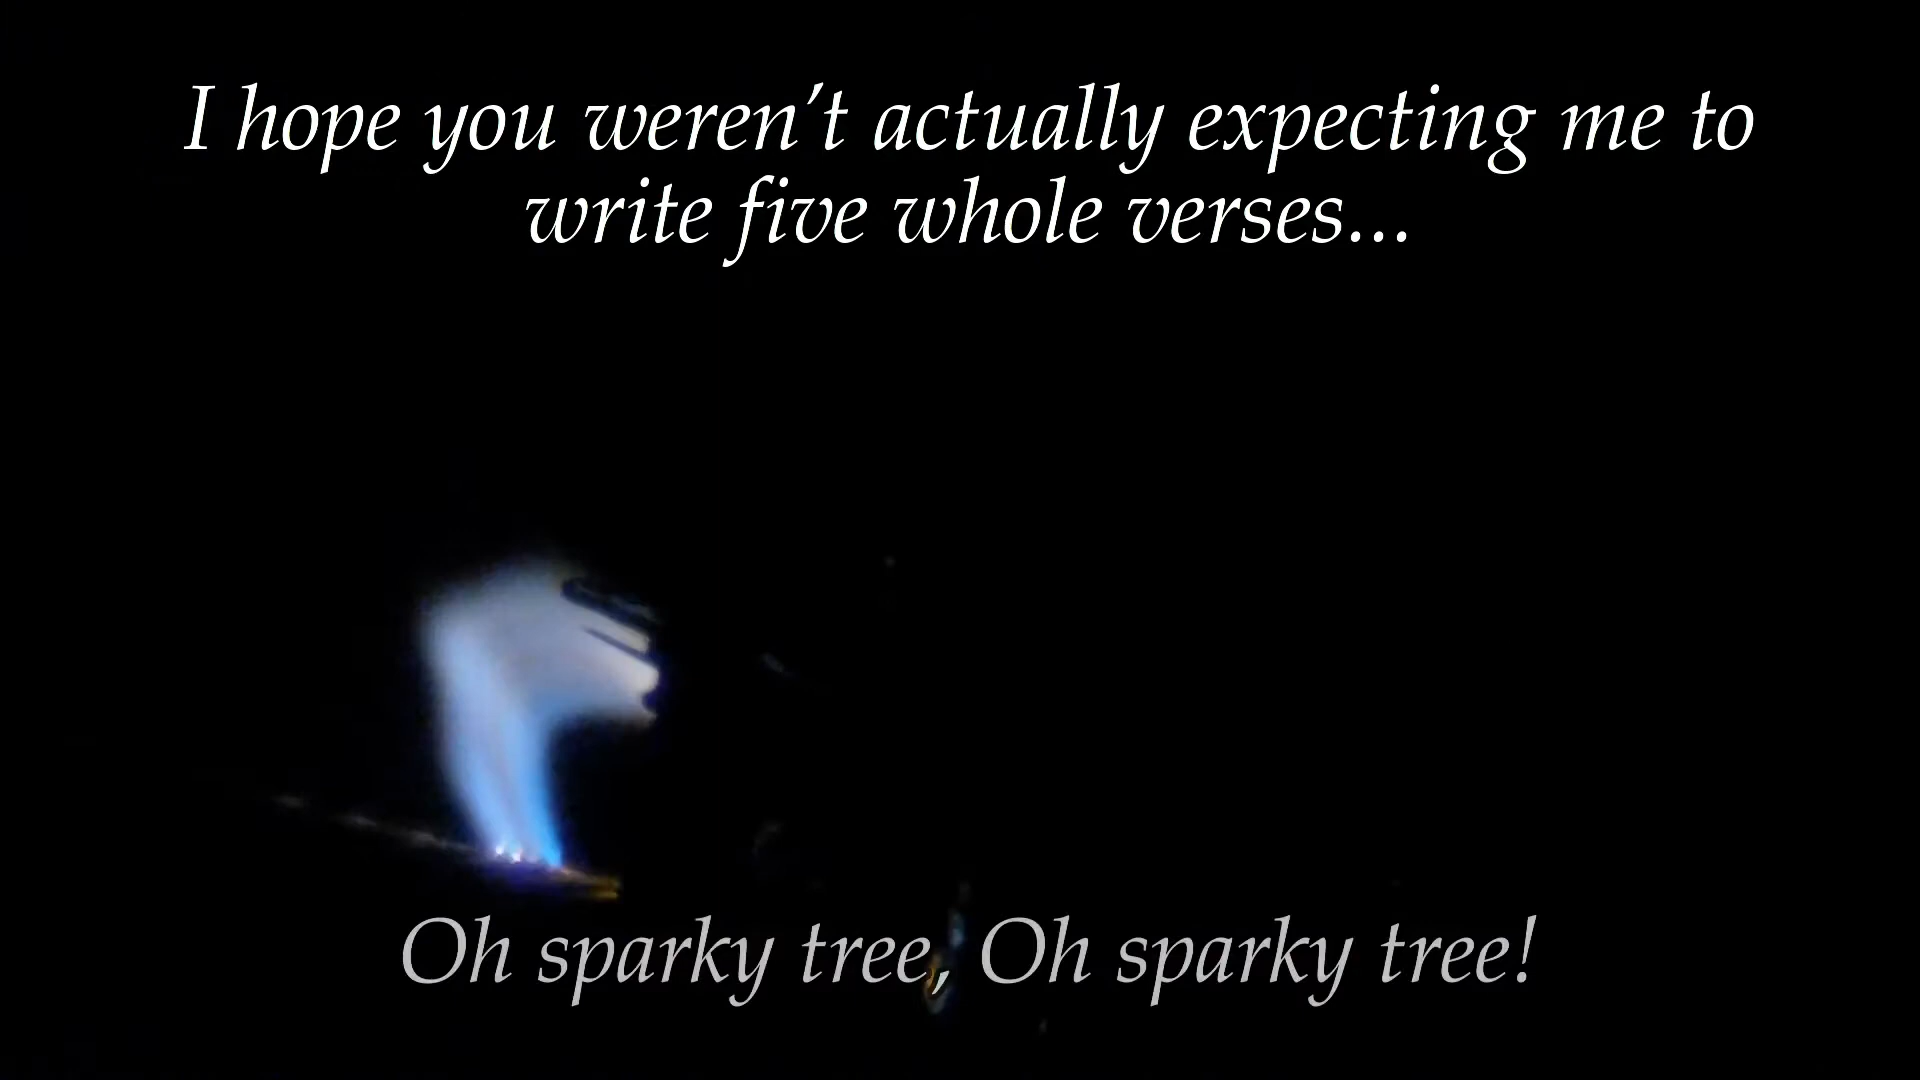 I hope you weren’t actually expecting me to
write five whole verses...
Oh sparky tree, Oh sparky tree!